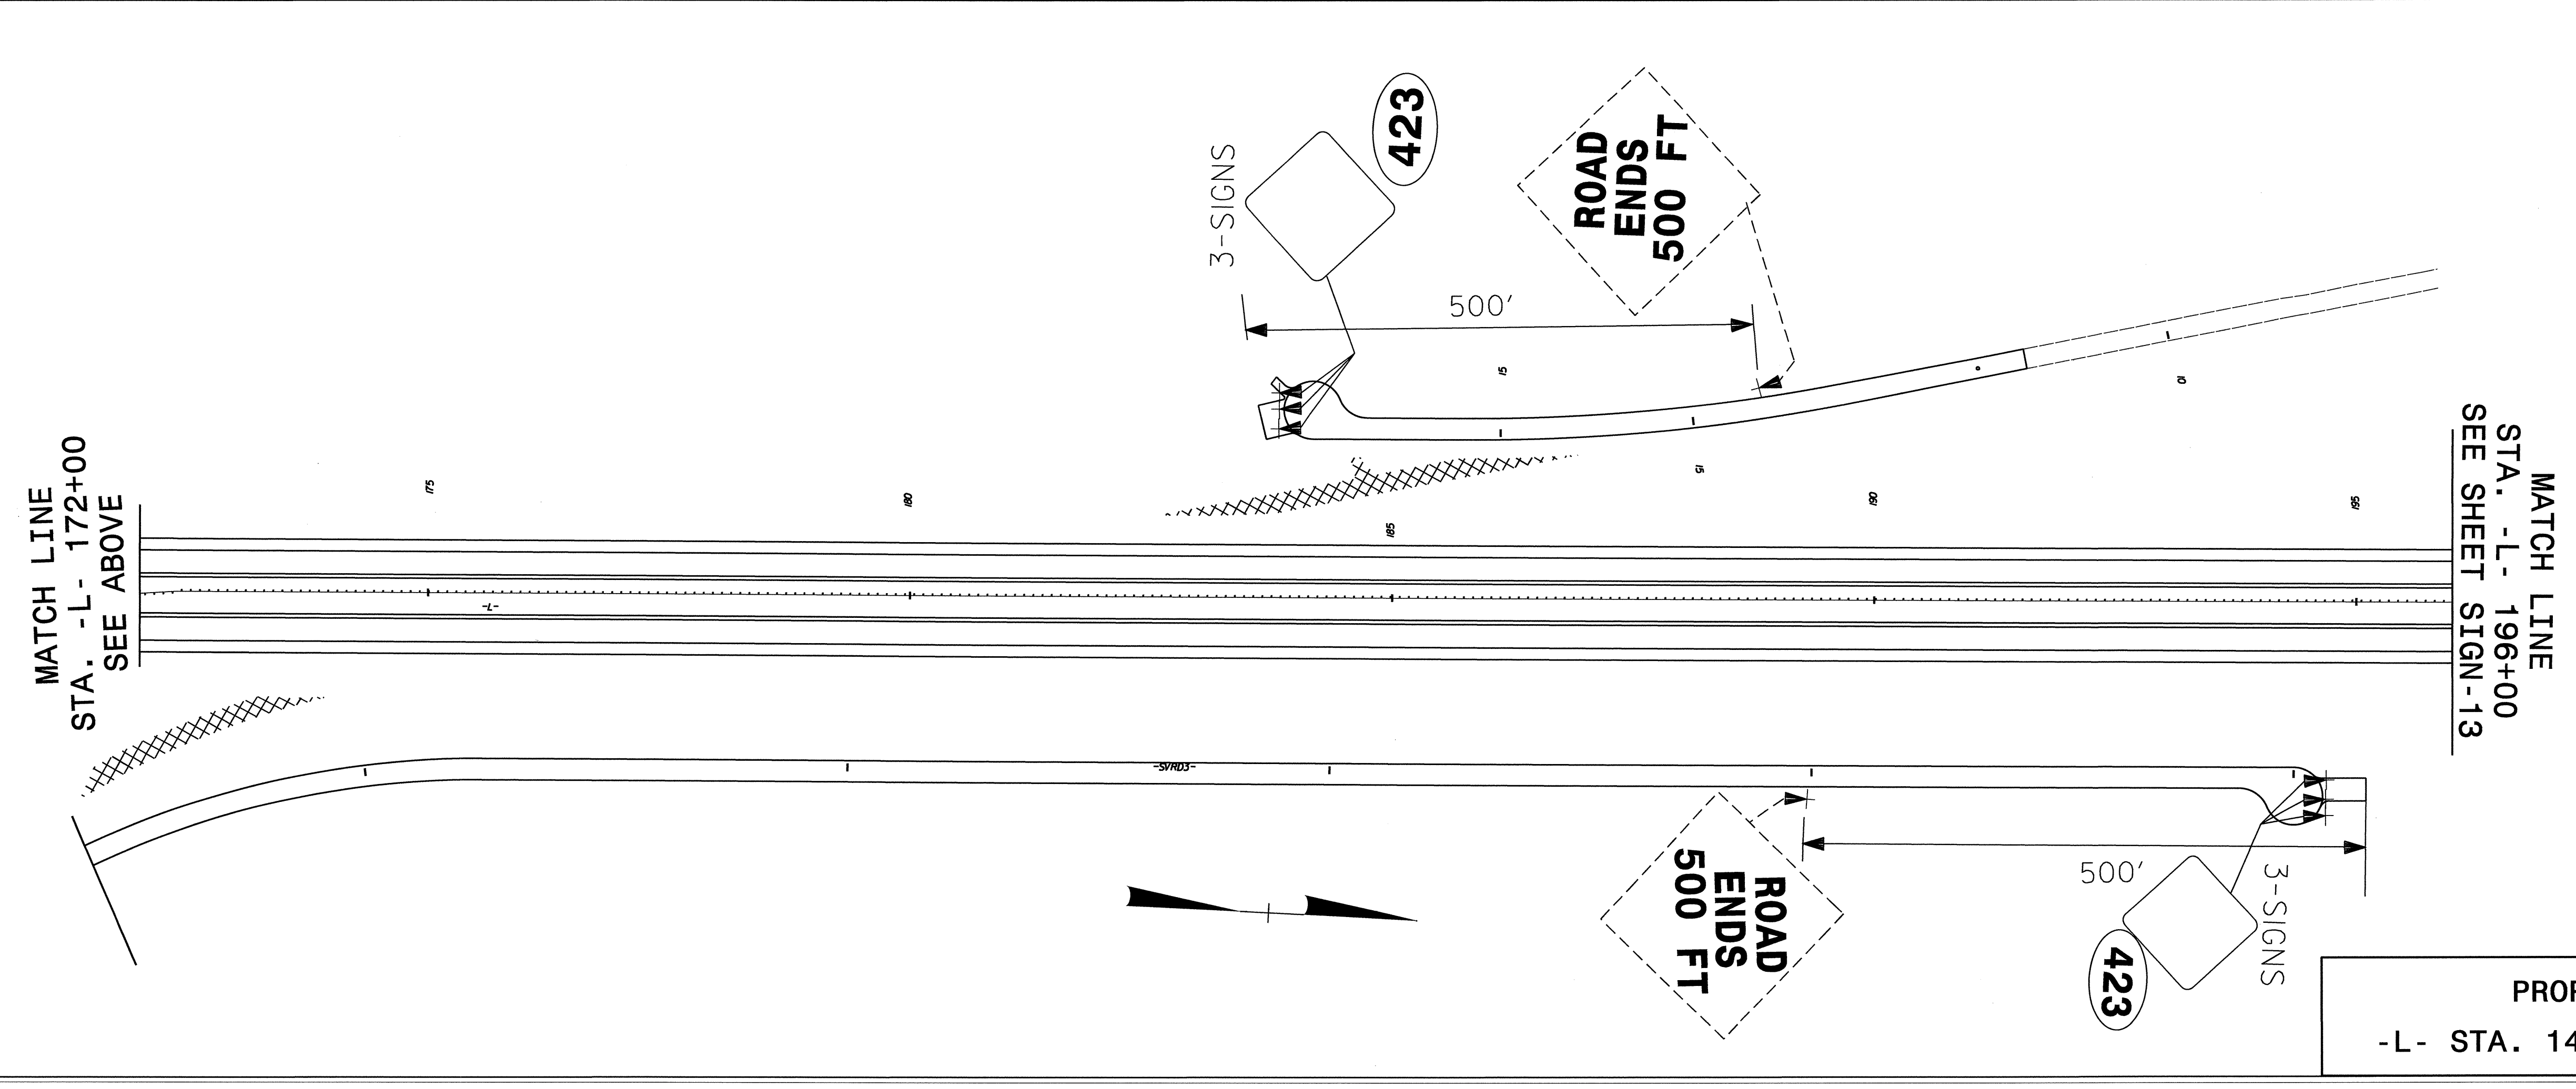 MATCH LINE
STA. -L- 172+00
SEE ABOVE
3-SIGNS
423
ROAD
ENDS
500 FT
500'
15
10
15
175
180
185
190
195
-L-
MATCH LINE
STA. -L- 196+00
SEE SHEET SIGN-13
-SVRD3-
ROAD
ENDS
500 FT
500'
3-SIGNS
423
PROP
-L- STA. 14